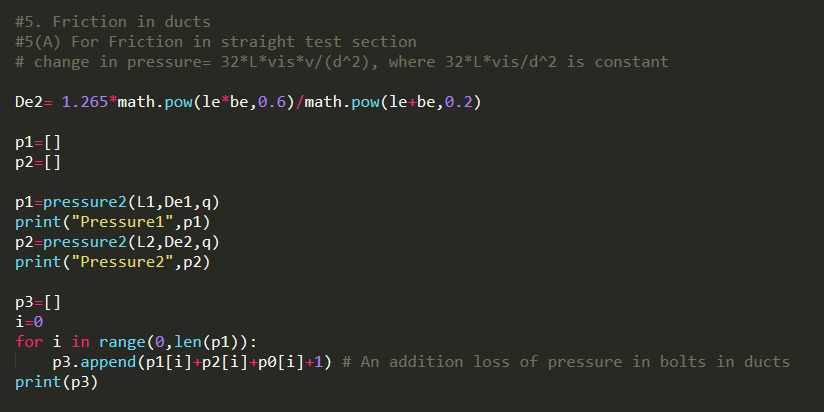 #5. Friction in ducts
#5(A) For Friction in straight test section
# change in pressure= 32*L*vis*v/(d^2), where 32*L*vis/d^2 is constant
De2= 1.265*math.pow(le*be,0.6)/math.pow(le+be,0.2)
p1=[]
p2=[]
p1=pressure2(L1,De1,q)
print("Pressure1",p1)
p2=pressure2(L2,De2,q)
print("Pressure2",p2)
p3=[]
i=0
for i in range(0,len(p1)):
    p3.append(p1[i]+p2[i]+p0[i]+1) # An addition loss of pressure in bolts in ducts
print(p3)